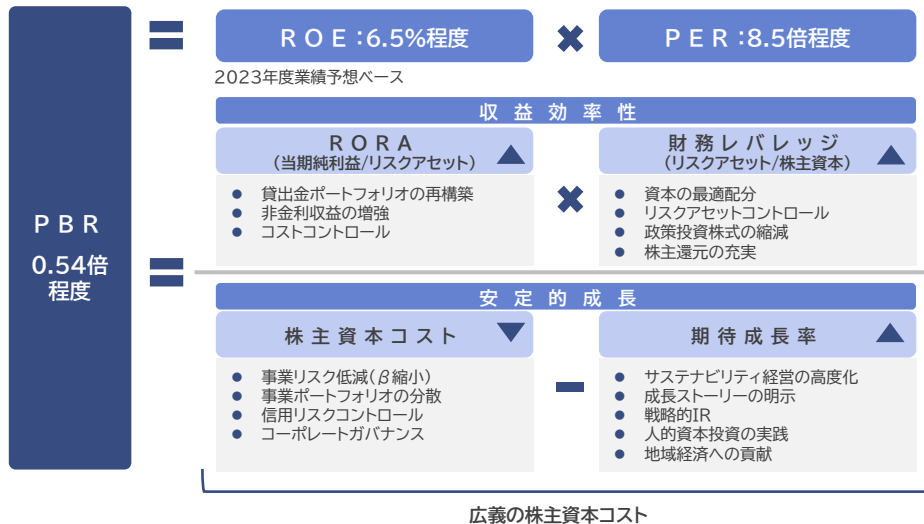 PBR
0.54倍
程度
ROE:6.5%程度
PER:8.5倍程度
2023年度業績予想ベース
収益効率性
RORA
(当期純利益/リスクアセット)
財務レバレッジ
(リスクアセット/株主資本)
● 貸出金ポートフォリオの再構築
● 非金利収益の増強
● コストコントロール
● 資本の最適配分
● リスクアセットコントロール
● 政策投資株式の縮減
● 株主還元の充実
安定的成長
株主資本コスト
期待成長率
● 事業リスク低減(β縮小)
● 事業ポートフォリオの分散
● 信用リスクコントロール
● コーポレートガバナンス
● サステナビリティ経営の高度化
● 成長ストーリーの明示
● 戦略的IR
● 人的資本投資の実践
● 地域経済への貢献
広義の株主資本コスト